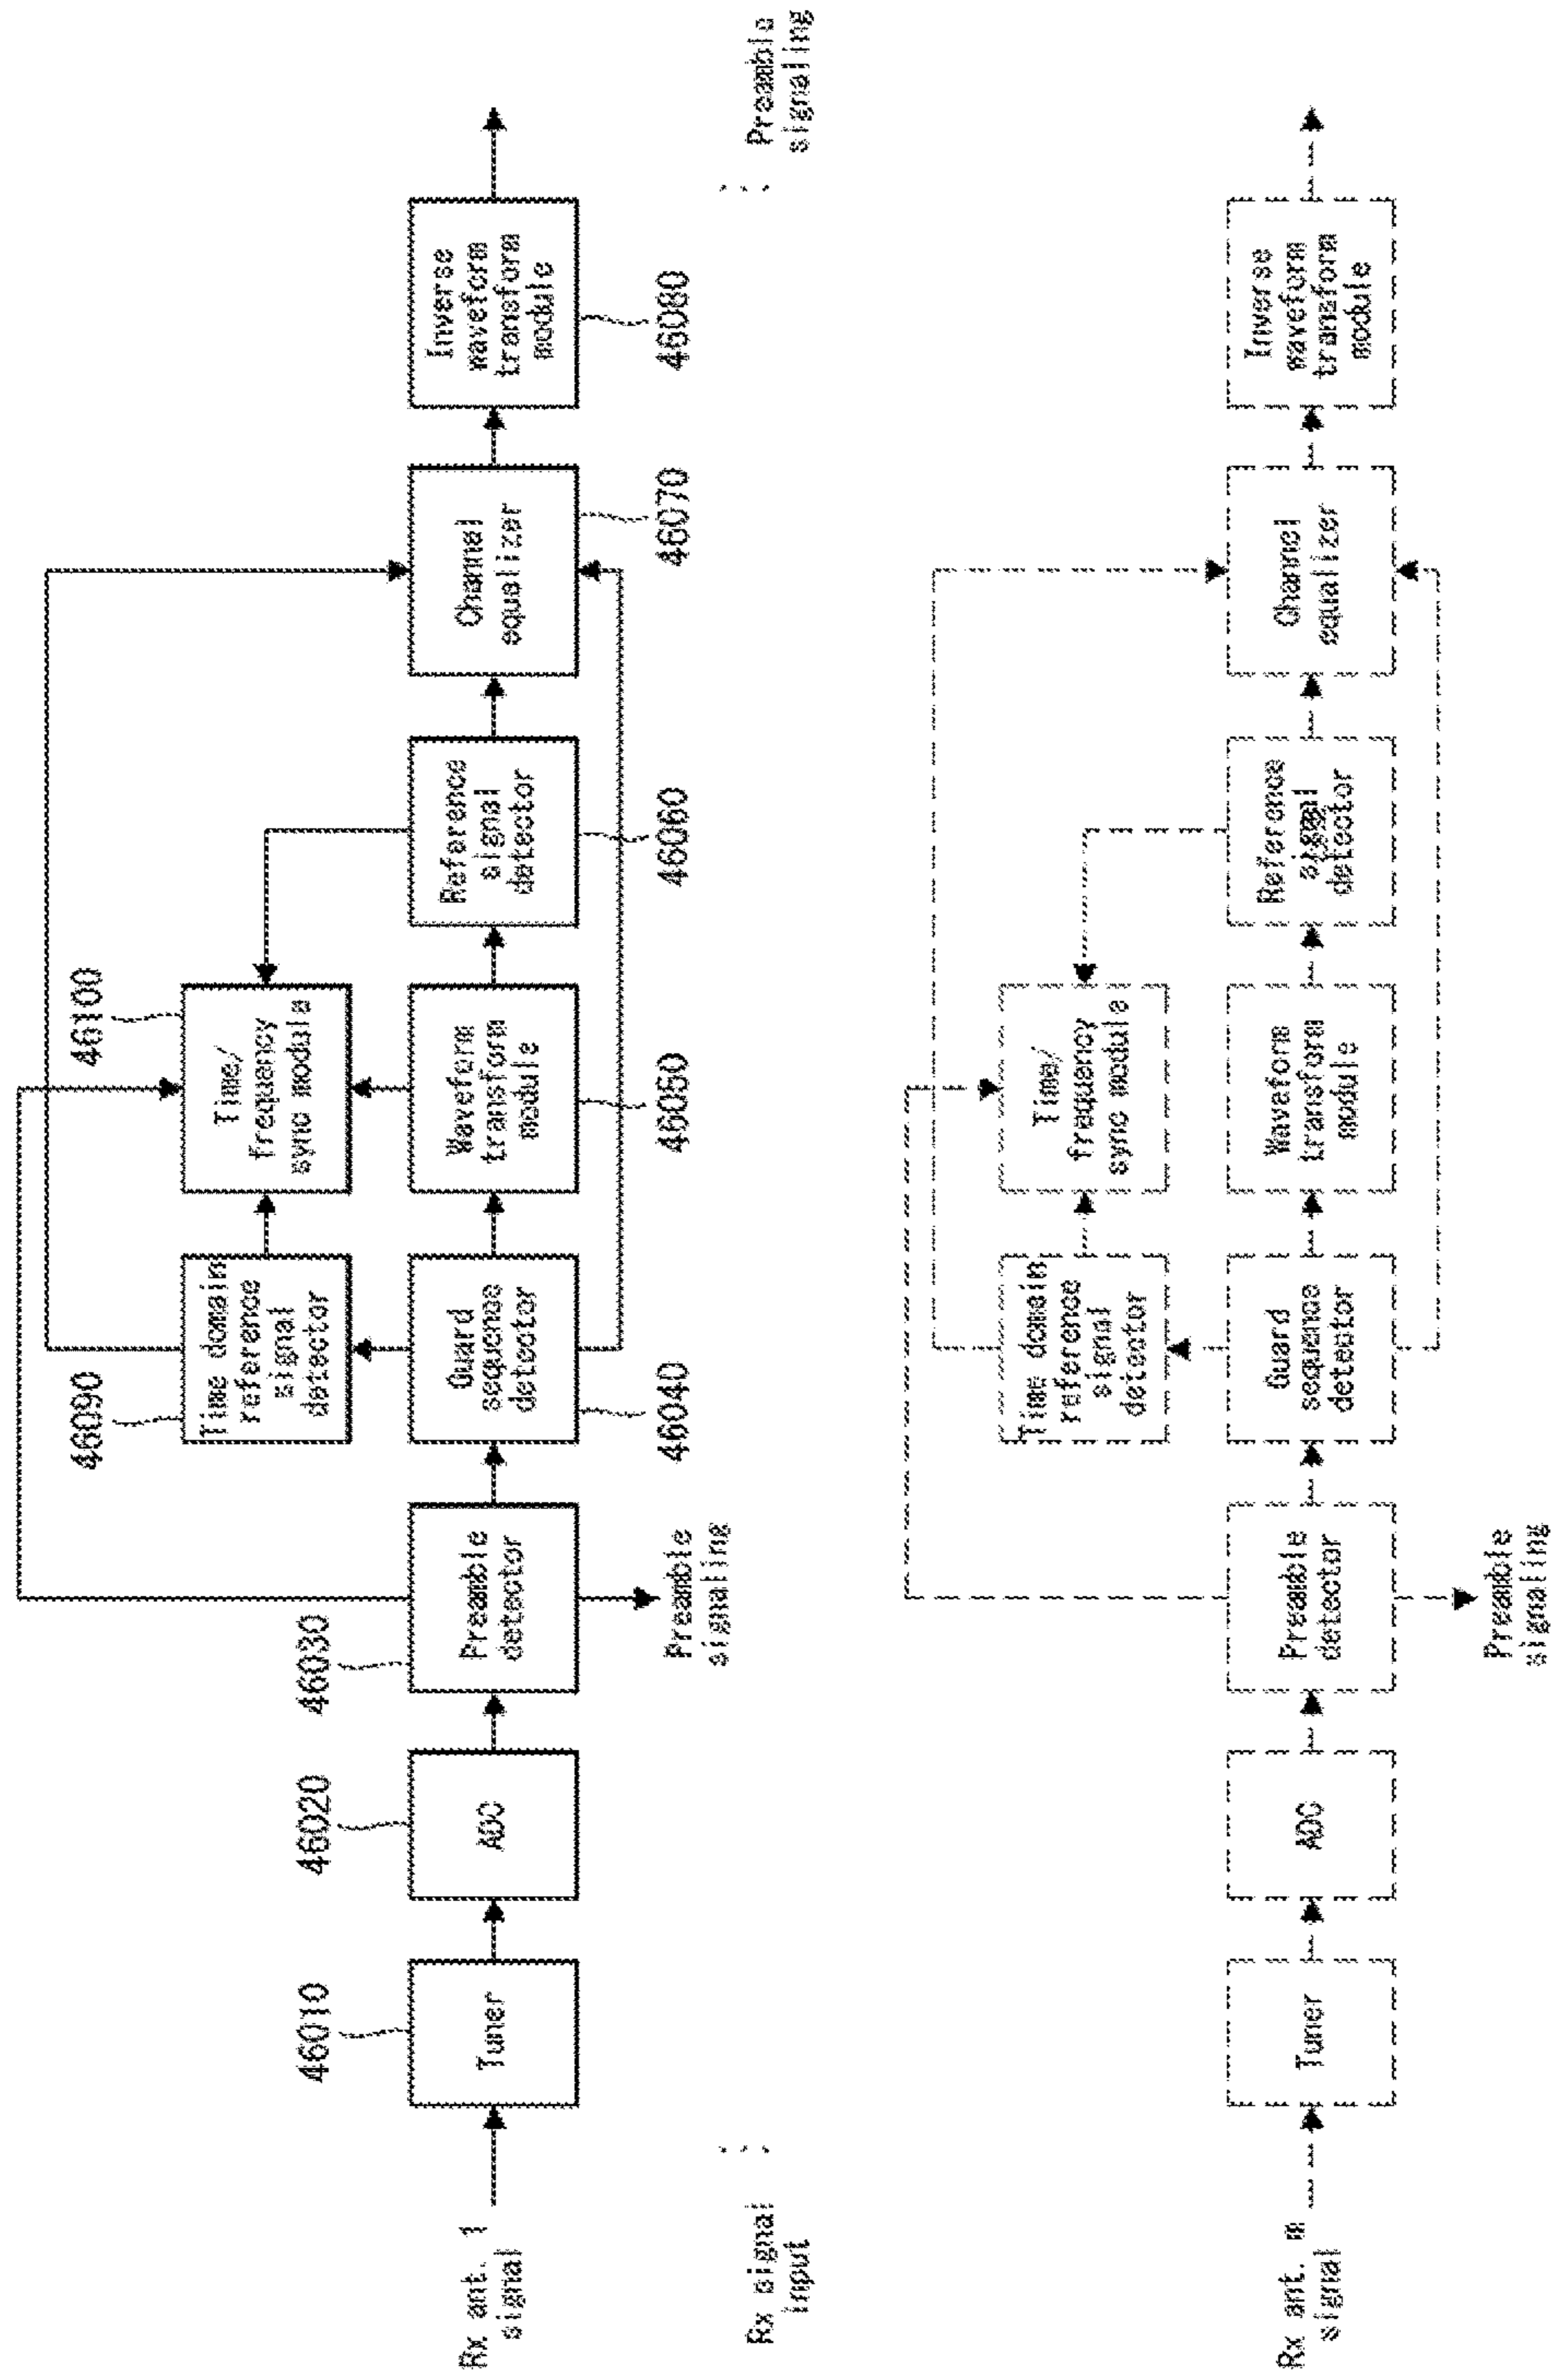 Rx ant. 1
signal
46010
Tuner
46020
ADC
46030
Preamble
detector
Preamble
signaling
46040
Guard
sequence
detector
46090
Time domain
reference
signal
detector
46100
Time/
frequency
sync module
46050
Waveform
transform
module
46060
Reference
signal
detector
46070
Channel
equalizer
46080
Inverse
waveform
transform
module
Rx signal
input
Preamble
signaling
Rx ant. m
signal
Tuner
ADC
Preamble
detector
Preamble
signaling
Guard
sequence
detector
Time domain
reference
signal
detector
Time/
frequency
sync module
Waveform
transform
module
Reference
signal
detector
Channel
equalizer
Inverse
waveform
transform
module